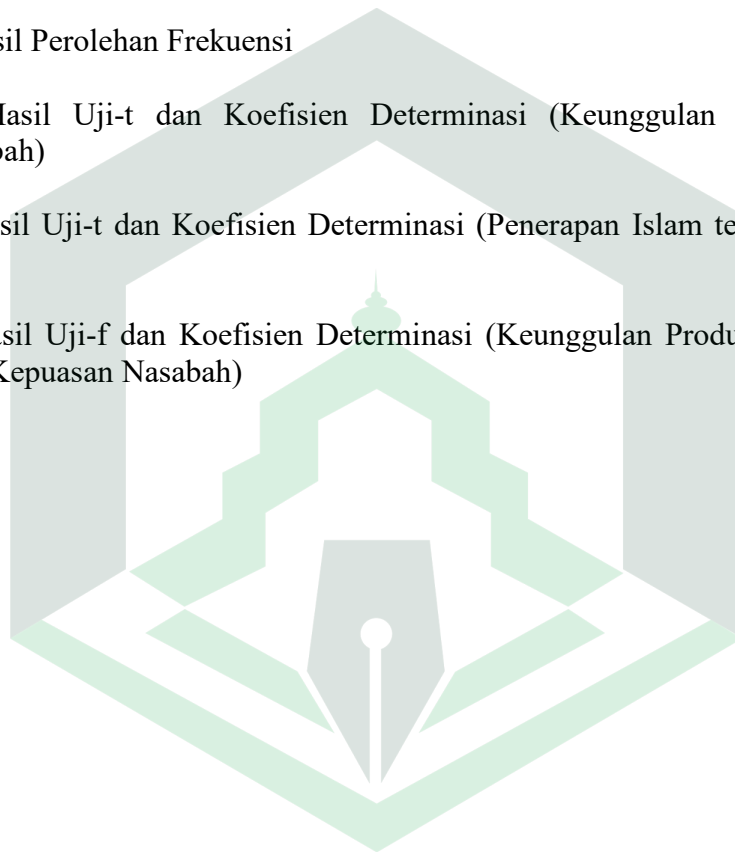 sil Perolehan Frekuensi
Hasil Uji-t dan Koefisien Determinasi (Keunggulan
bah)
sil Uji-t dan Koefisien Determinasi (Penerapan Islam te
asil Uji-f dan Koefisien Determinasi (Keunggulan Produ
Kepuasan Nasabah)